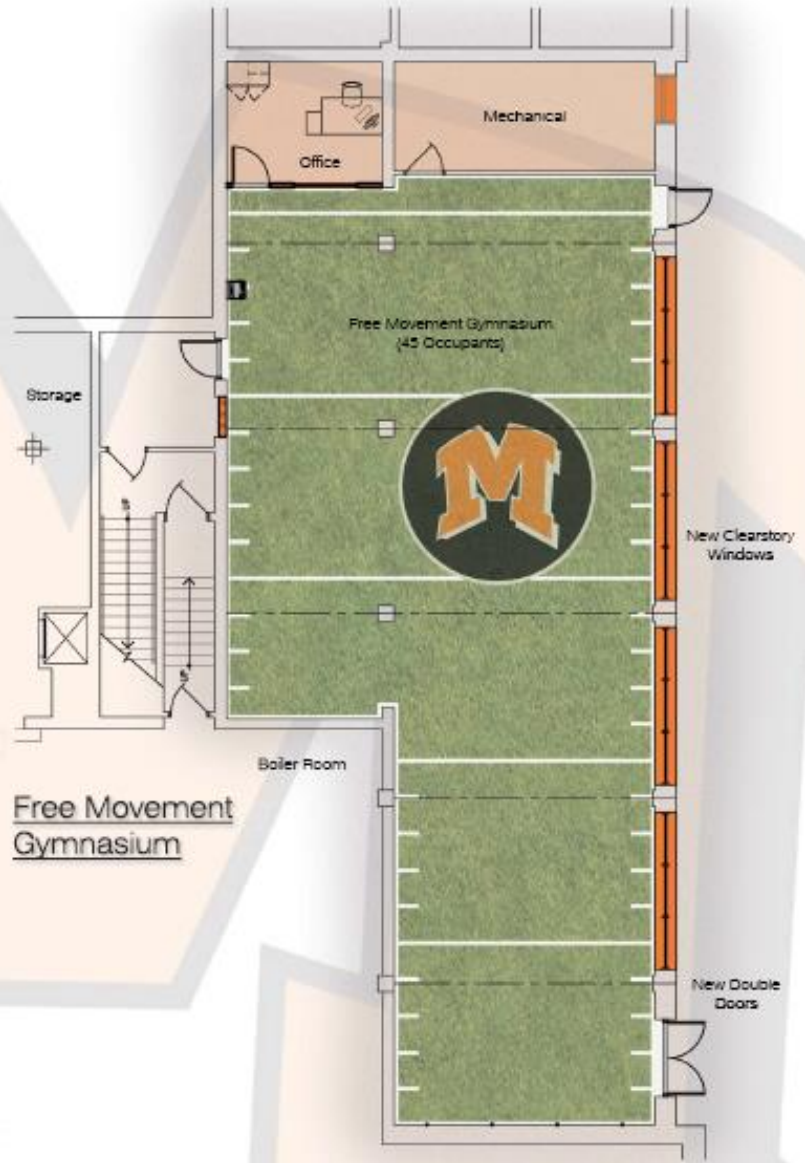 Mechanical
Office
Free Movement Gymnasium
(45 Occupants)
Storage
M
New Clearstory
Windows
Boiler Room
Free Movement
Gymnasium
New Double
Doors